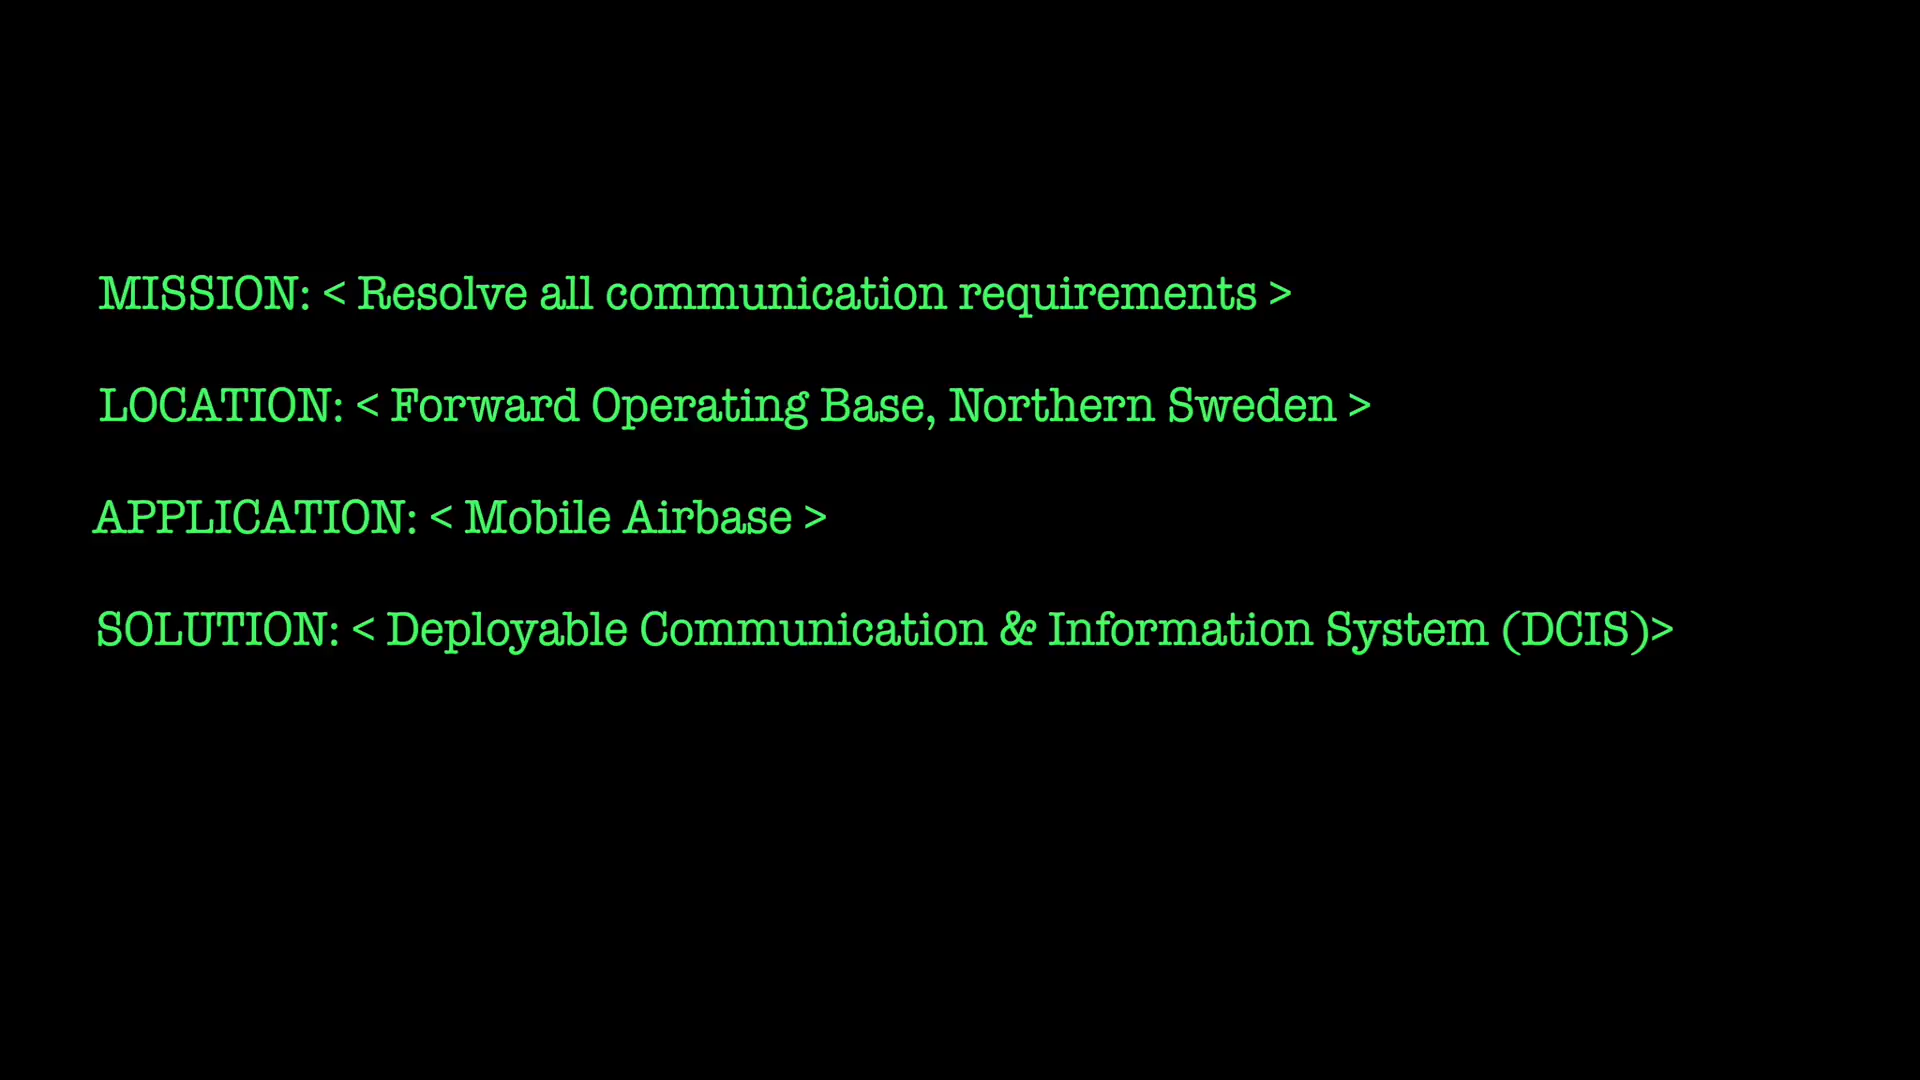 MISSION: < Resolve all communication requirements >
LOCATION: < Forward Operating Base, Northern Sweden >
APPLICATION: < Mobile Airbase >
SOLUTION: < Deployable Communication & Information System (DCIS)>